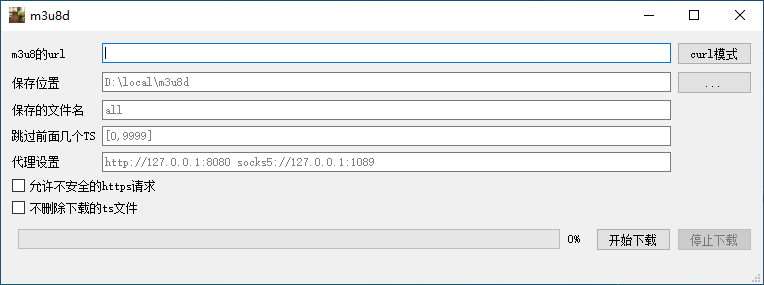 m3u8d
m3u8的url
curl模式
保存位置 D:\local\m3u8d ...
保存的文件名 all
跳过前面几个TS [0,9999]
代理设置 http://127.0.0.1:8080 socks5://127.0.0.1:1089
允许不安全的https请求
不删除下载的ts文件
0% 开始下载 停止下载